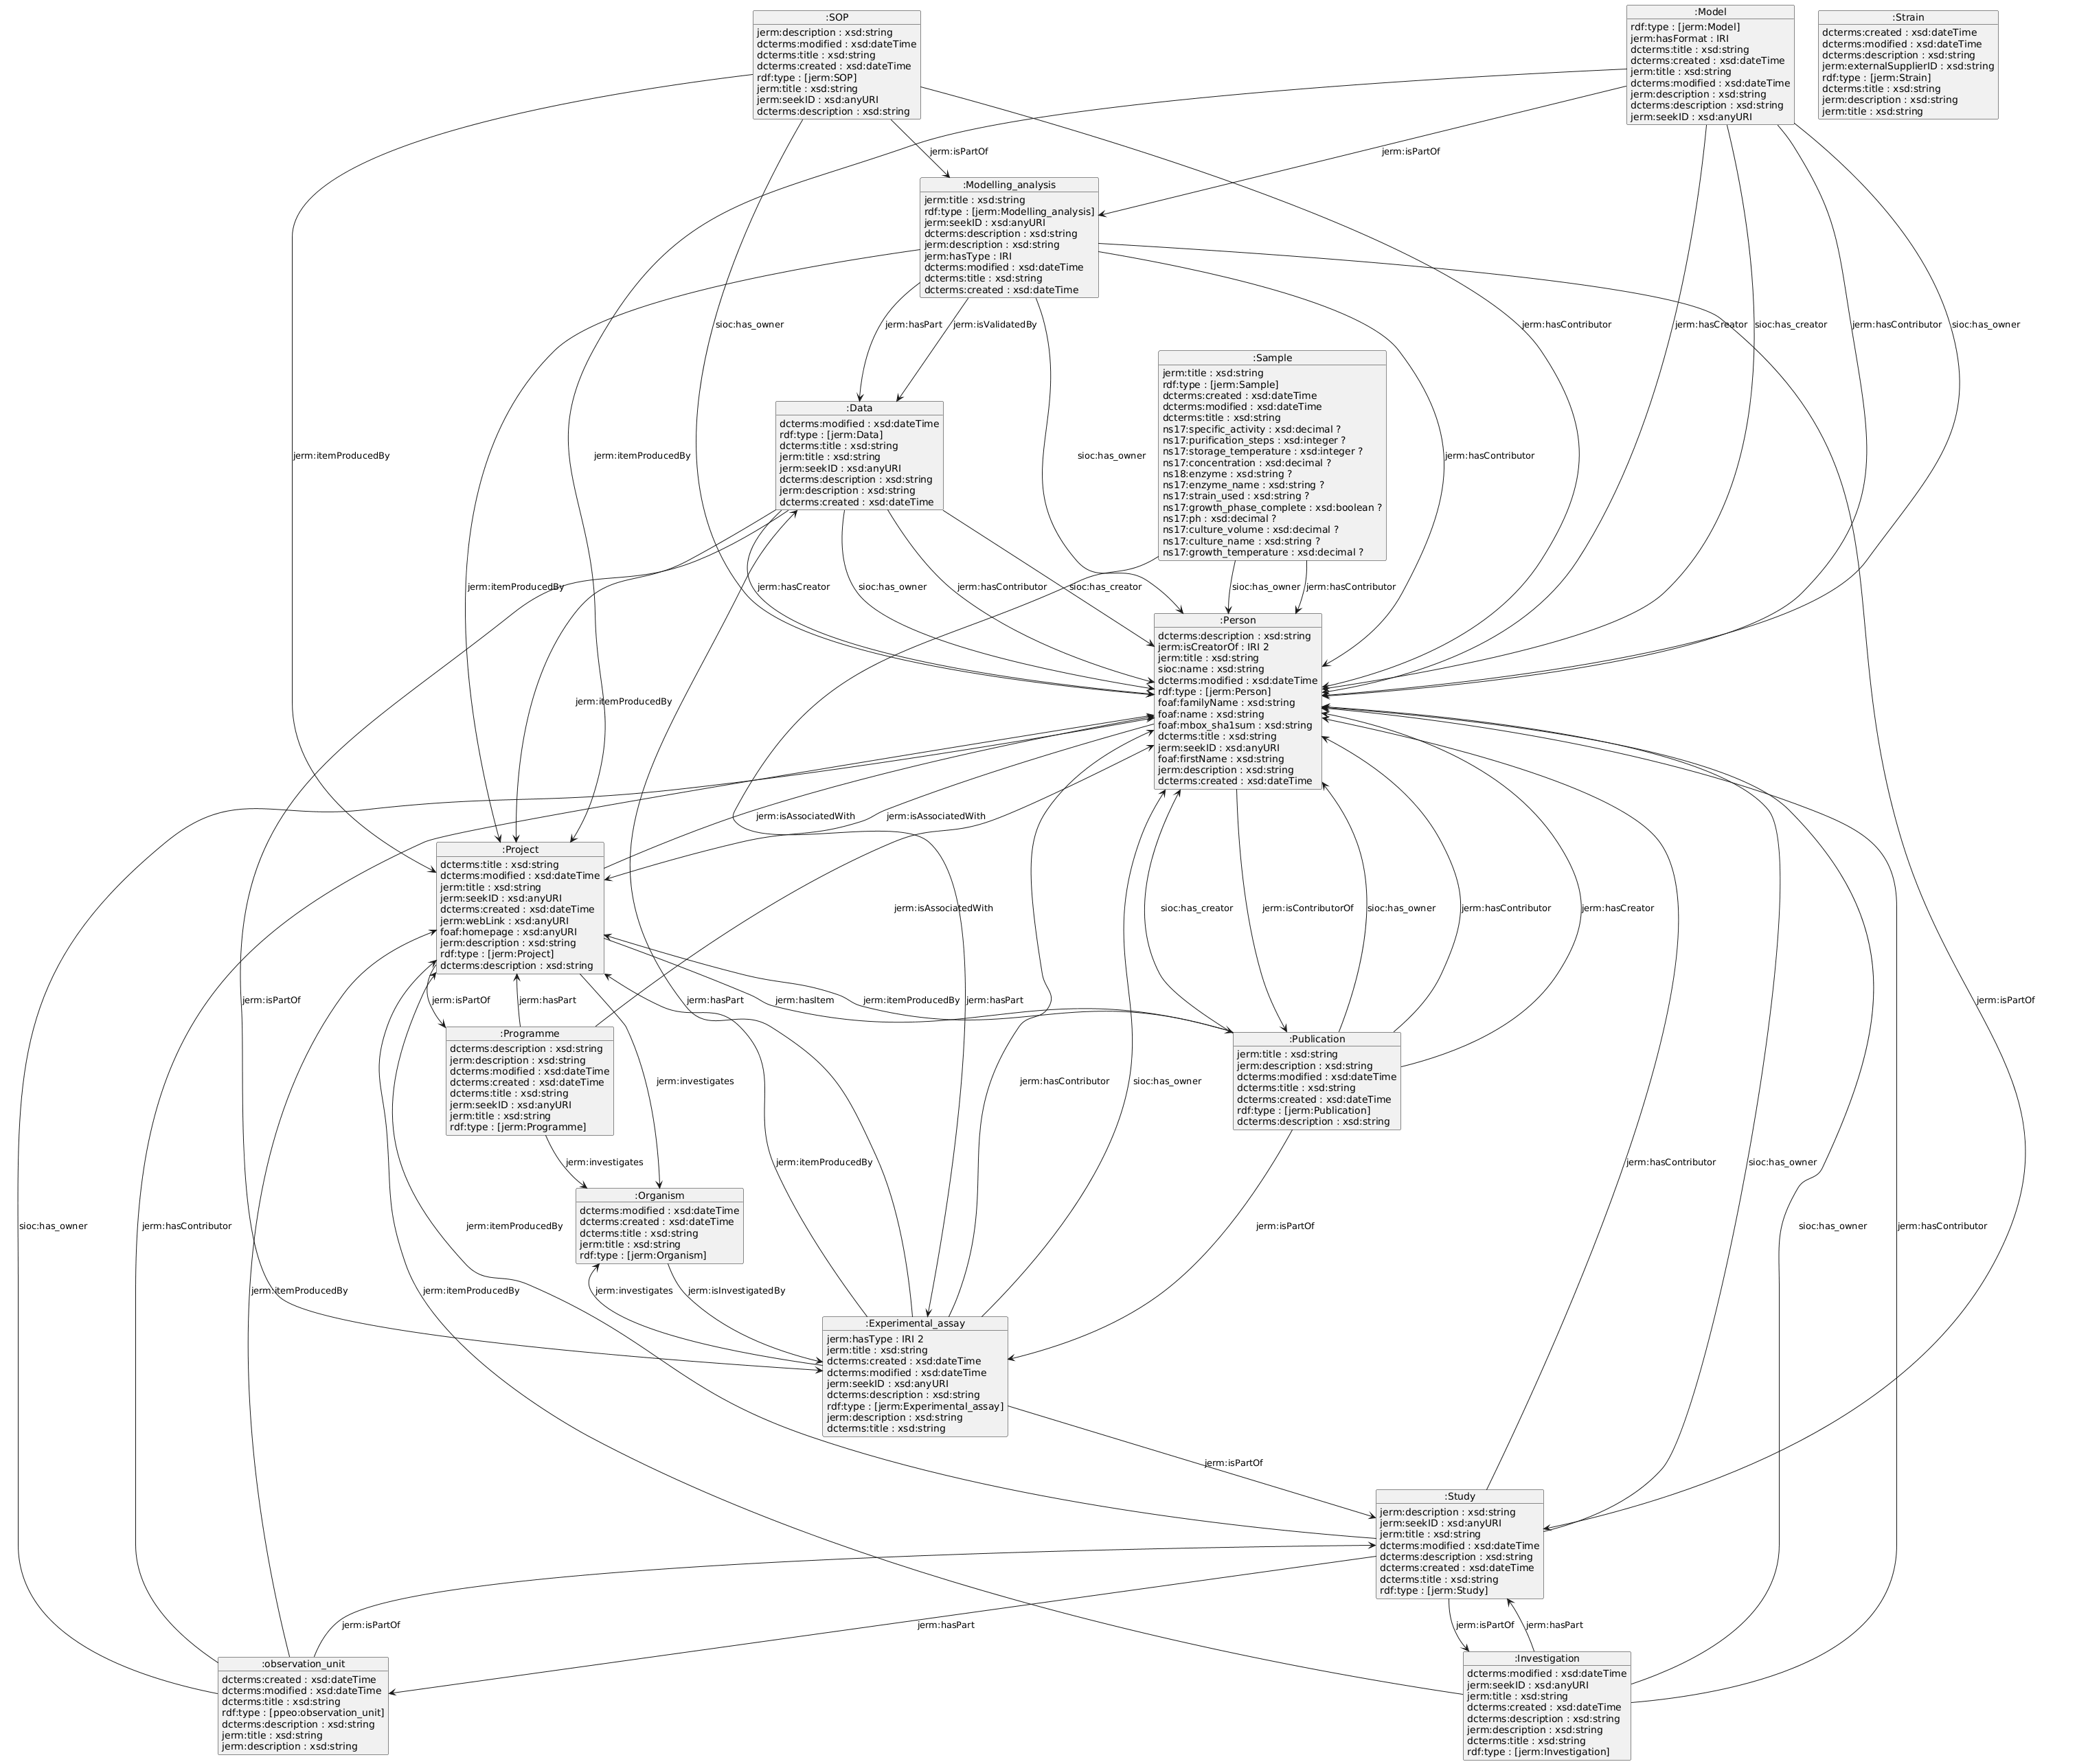 :SOP
jerm:description : xsd:string
dcterms:modified : xsd:dateTime
dcterms:title : xsd:string
dcterms:created : xsd:dateTime
rdf:type : [jerm:SOP]
jerm:title : xsd:string
jerm:seekID : xsd:anyURI
dcterms:description : xsd:string
:Model
rdf:type : [jerm:Model]
jerm:hasFormat : IRI
dcterms:title : xsd:string
dcterms:created : xsd:dateTime
jerm:title : xsd:string
dcterms:modified : xsd:dateTime
jerm:description : xsd:string
dcterms:description : xsd:string
jerm:seekID : xsd:anyURI
:Strain
dcterms:created : xsd:dateTime
dcterms:modified : xsd:dateTime
dcterms:description : xsd:string
jerm:externalSupplierID : xsd:string
rdf:type : [jerm:Strain]
dcterms:title : xsd:string
jerm:description : xsd:string
jerm:title : xsd:string
jerm:isPartOf
jerm:isPartOf
:Modelling_analysis
jerm:title : xsd:string
rdf:type : [jerm:Modelling_analysis]
jerm:seekID : xsd:anyURI
dcterms:description : xsd:string
jerm:description : xsd:string
jerm:hasType : IRI
dcterms:modified : xsd:dateTime
dcterms:title : xsd:string
dcterms:created : xsd:dateTime
sioc:has_owner
jerm:hasPart
jerm:isValidatedBy
jerm:hasContributor
jerm:hasCreator
sioc:has_creator
jerm:hasContributor
sioc:has_owner
:Sample
jerm:title : xsd:string
rdf:type : [jerm:Sample]
dcterms:created : xsd:dateTime
dcterms:modified : xsd:dateTime
dcterms:title : xsd:string
ns17:specific_activity : xsd:decimal ?
ns17:purification_steps : xsd:integer ?
ns17:storage_temperature : xsd:integer ?
ns17:concentration : xsd:decimal ?
ns18:enzyme : xsd:string ?
ns17:enzyme_name : xsd:string ?
ns17:strain_used : xsd:string ?
ns17:growth_phase_complete : xsd:boolean ?
ns17:ph : xsd:decimal ?
ns17:culture_volume : xsd:decimal ?
ns17:culture_name : xsd:string ?
ns17:growth_temperature : xsd:decimal ?
:Data
dcterms:modified : xsd:dateTime
rdf:type : [jerm:Data]
dcterms:title : xsd:string
jerm:title : xsd:string
jerm:seekID : xsd:anyURI
dcterms:description : xsd:string
jerm:description : xsd:string
dcterms:created : xsd:dateTime
jerm:itemProducedBy
jerm:itemProducedBy
sioc:has_owner
jerm:hasContributor
jerm:itemProducedBy
jerm:hasCreator
sioc:has_owner
jerm:hasContributor
sioc:has_creator
sioc:has_owner
jerm:hasContributor
:Person
dcterms:description : xsd:string
jerm:isCreatorOf : IRI 2
jerm:title : xsd:string
sioc:name : xsd:string
dcterms:modified : xsd:dateTime
rdf:type : [jerm:Person]
foaf:familyName : xsd:string
foaf:name : xsd:string
foaf:mbox_sha1sum : xsd:string
dcterms:title : xsd:string
jerm:seekID : xsd:anyURI
foaf:firstName : xsd:string
jerm:description : xsd:string
dcterms:created : xsd:dateTime
jerm:itemProducedBy
jerm:isAssociatedWith
jerm:isAssociatedWith
:Project
dcterms:title : xsd:string
dcterms:modified : xsd:dateTime
jerm:title : xsd:string
jerm:seekID : xsd:anyURI
dcterms:created : xsd:dateTime
jerm:webLink : xsd:anyURI
foaf:homepage : xsd:anyURI
jerm:description : xsd:string
rdf:type : [jerm:Project]
dcterms:description : xsd:string
jerm:isAssociatedWith
sioc:has_creator
jerm:isContributorOf
sioc:has_owner
jerm:hasContributor
jerm:hasCreator
jerm:isPartOf
jerm:isPartOf
jerm:hasPart
jerm:hasPart
jerm:hasItem
jerm:itemProducedBy
jerm:hasPart
jerm:isPartOf
:Programme
dcterms:description : xsd:string
jerm:description : xsd:string
dcterms:modified : xsd:dateTime
dcterms:created : xsd:dateTime
dcterms:title : xsd:string
jerm:seekID : xsd:anyURI
jerm:title : xsd:string
rdf:type : [jerm:Programme]
:Publication
jerm:title : xsd:string
jerm:description : xsd:string
dcterms:modified : xsd:dateTime
dcterms:title : xsd:string
dcterms:created : xsd:dateTime
rdf:type : [jerm:Publication]
dcterms:description : xsd:string
jerm:investigates
jerm:hasContributor
sioc:has_owner
jerm:investigates
jerm:itemProducedBy
jerm:hasContributor
sioc:has_owner
:Organism
dcterms:modified : xsd:dateTime
dcterms:created : xsd:dateTime
dcterms:title : xsd:string
jerm:title : xsd:string
rdf:type : [jerm:Organism]
sioc:has_owner
jerm:hasContributor
jerm:itemProducedBy
jerm:isPartOf
sioc:has_owner
jerm:hasContributor
jerm:itemProducedBy
jerm:itemProducedBy
jerm:investigates
jerm:isInvestigatedBy
:Experimental_assay
jerm:hasType : IRI 2
jerm:title : xsd:string
dcterms:created : xsd:dateTime
dcterms:modified : xsd:dateTime
jerm:seekID : xsd:anyURI
dcterms:description : xsd:string
rdf:type : [jerm:Experimental_assay]
jerm:description : xsd:string
dcterms:title : xsd:string
jerm:isPartOf
:Study
jerm:description : xsd:string
jerm:seekID : xsd:anyURI
jerm:title : xsd:string
dcterms:modified : xsd:dateTime
dcterms:description : xsd:string
dcterms:created : xsd:dateTime
dcterms:title : xsd:string
rdf:type : [jerm:Study]
jerm:isPartOf
jerm:hasPart
jerm:isPartOf
jerm:hasPart
:observation_unit
dcterms:created : xsd:dateTime
dcterms:modified : xsd:dateTime
dcterms:title : xsd:string
rdf:type : [ppeo:observation_unit]
dcterms:description : xsd:string
jerm:title : xsd:string
jerm:description : xsd:string
:Investigation
dcterms:modified : xsd:dateTime
jerm:seekID : xsd:anyURI
jerm:title : xsd:string
dcterms:created : xsd:dateTime
dcterms:description : xsd:string
jerm:description : xsd:string
dcterms:title : xsd:string
rdf:type : [jerm:Investigation]